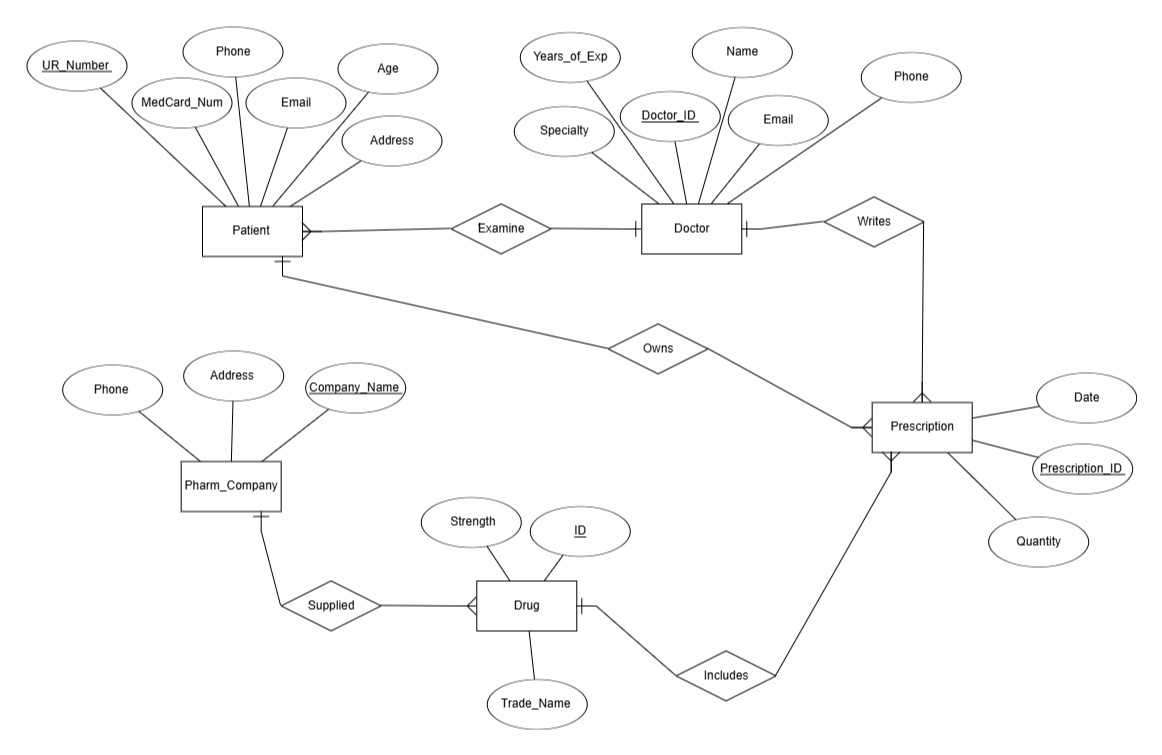 Phone
UR_Number
Age
MedCard_Num
Email
Address
Patient
Name
Years_of_Exp
Phone
Doctor_ID
Email
Specialty
Doctor
Examine
Writes
Owns
Address
Company_Name
Phone
Pharm_Company
Date
Prescription
Prescription_ID
Quantity
Strength
ID
Supplied
Drug
Includes
Trade_Name